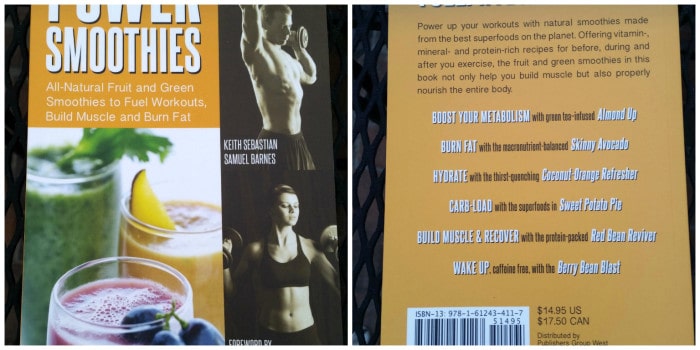 POWER
SMOOTHIES
All-Natural Fruit and Green
Smoothies to Fuel Workouts,
Build Muscle and Burn Fat
KEITH SEBASTIAN
SAMUEL BARNES
FOREWORD BY
Power up your workouts with natural smoothies made
from the best superfoods on the planet. Offering vitamin-,
mineral- and protein-rich recipes for before, during and
after you exercise, the fruit and green smoothies in this
book not only help you build muscle but also properly
nourish the entire body.
BOOST YOUR METABOLISM with green tea-infused Almond Up
BURN FAT with the macronutrient-balanced Skinny Avocado
HYDRATE with the thirst-quenching Coconut-Orange Refresher
CARB-LOAD with the superfoods in Sweet Potato Pie
BUILD MUSCLE & RECOVER with the protein-packed Red Bean Reviver
WAKE UP, caffeine free, with the Berry Bean Blast
ISBN-13: 978-1-61243-411-7
51495
$14.95 US
$17.50 CAN
Distributed by
Publishers Group West